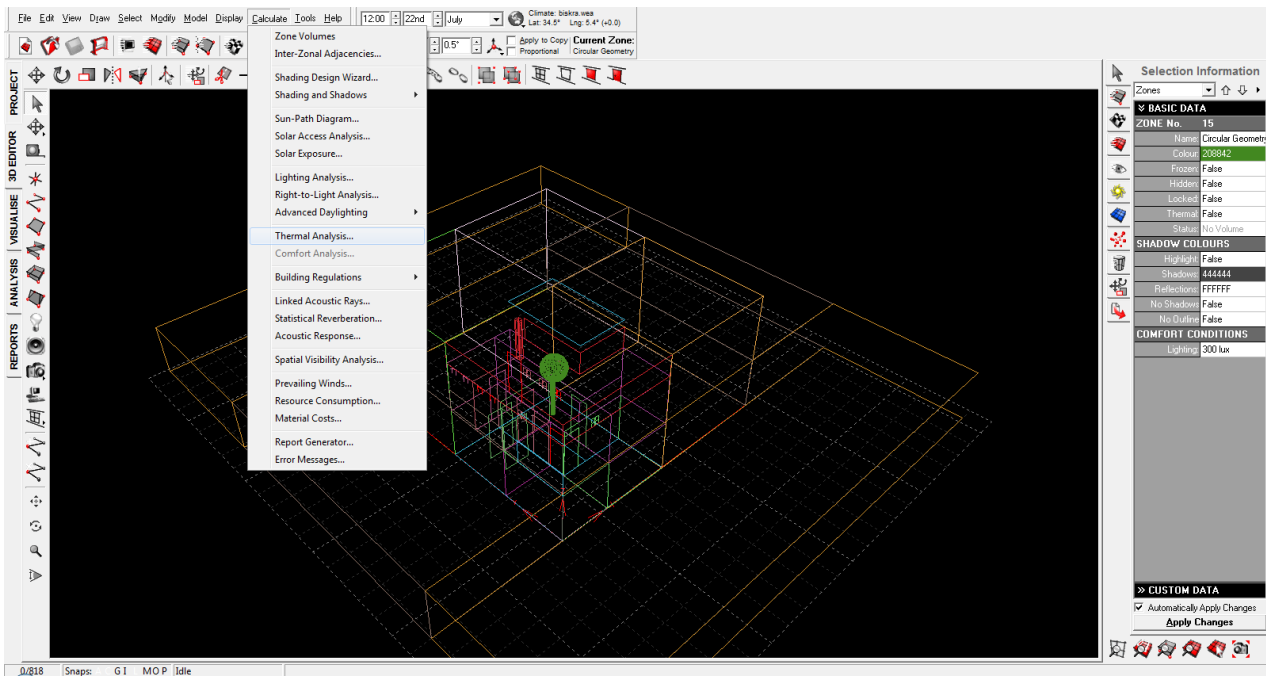 File Edit View Draw Select Modify Model Display Calculate Tools Help
12:00 22nd July
Climate: biskra.wea
Lat: 34.5° Lng: 5.4° (+0.0)
0.5°
Apply to Copy
Proportional
Current Zone:
Circular Geometry
Zone Volumes
Inter-Zonal Adjacencies...
Shading Design Wizard...
Shading and Shadows
Sun-Path Diagram...
Solar Access Analysis...
Solar Exposure...
Lighting Analysis...
Right-to-Light Analysis...
Advanced Daylighting
Thermal Analysis...
Comfort Analysis...
Building Regulations
Linked Acoustic Rays...
Statistical Reverberation...
Acoustic Response...
Spatial Visibility Analysis...
Prevailing Winds...
Resource Consumption...
Material Costs...
Report Generator...
Error Messages...
PROJECT
3D EDITOR
VISUALISE
ANALYSIS
REPORTS
Selection Information
Zones
BASIC DATA
ZONE No. 15
Name: Circular Geometry
Colour: 208842
Frozen: False
Hidden: False
Locked: False
Thermal: False
Status: No Volume
SHADOW COLOURS
Highlight: False
Shadows: 444444
Reflections: FFFFFF
No Shadows: False
No Outline: False
COMFORT CONDITIONS
Lighting: 300 lux
CUSTOM DATA
Automatically Apply Changes
Apply Changes
0/818 Snaps: G I M O P Idle